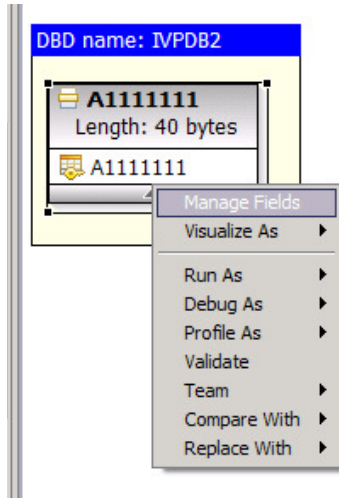 DBD name: IVPDB2
A1111111
Length: 40 bytes
A1111111
Manage Fields
Visualize As
Run As
Debug As
Profile As
Validate
Team
Compare With
Replace With